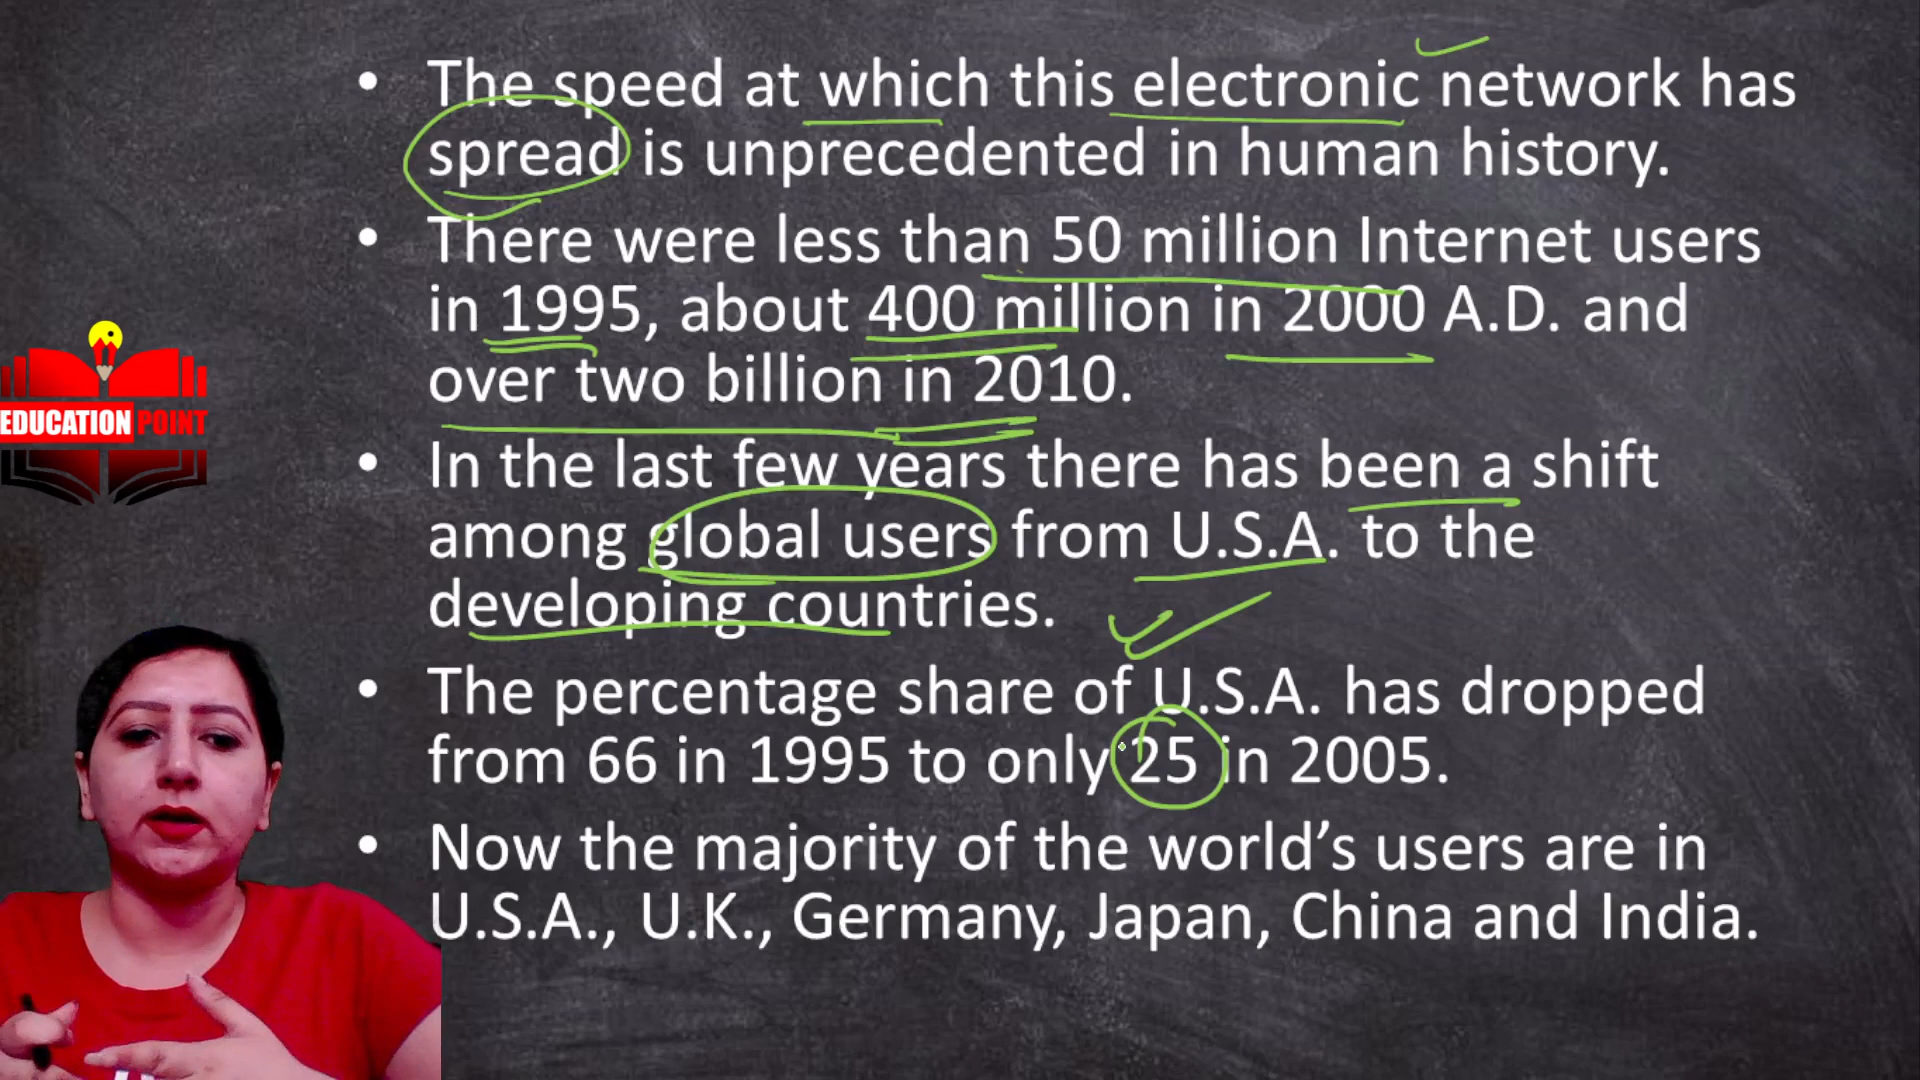 • The speed at which this electronic network has
spread is unprecedented in human history.
• There were less than 50 million Internet users
in 1995, about 400 million in 2000 A.D. and
over two billion in 2010.
• In the last few years there has been a shift
among global users from U.S.A. to the
developing countries.
• The percentage share of U.S.A. has dropped
from 66 in 1995 to only 25 in 2005.
• Now the majority of the world’s users are in
U.S.A., U.K., Germany, Japan, China and India.
EDUCATION POINT